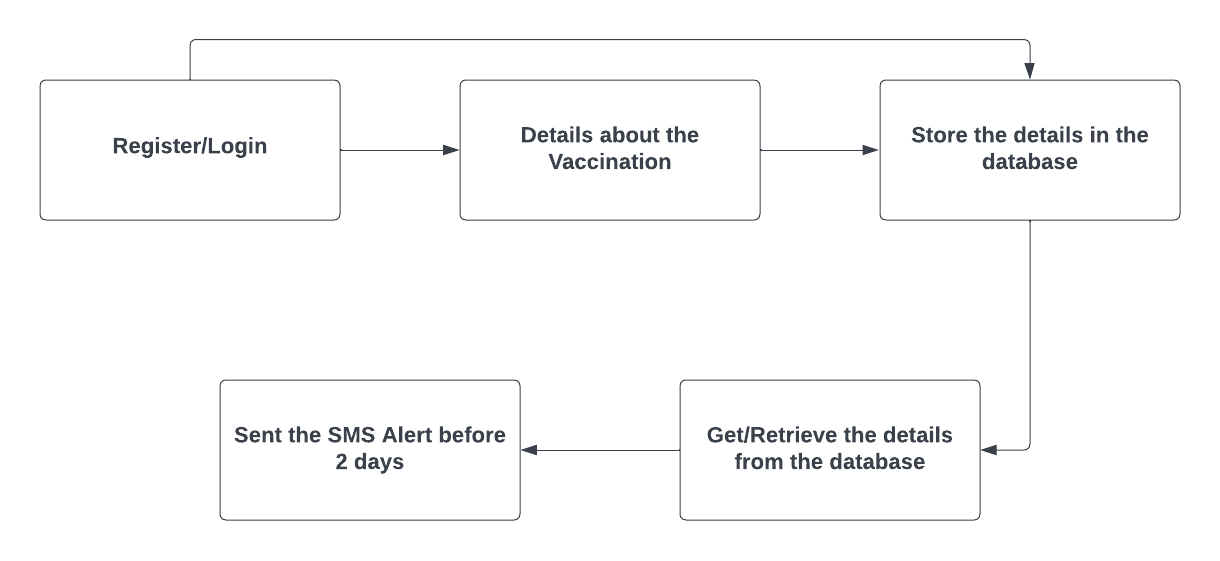 Register/Login
Details about the
Vaccination
Store the details in the
database
Sent the SMS Alert before
2 days
Get/Retrieve the details
from the database